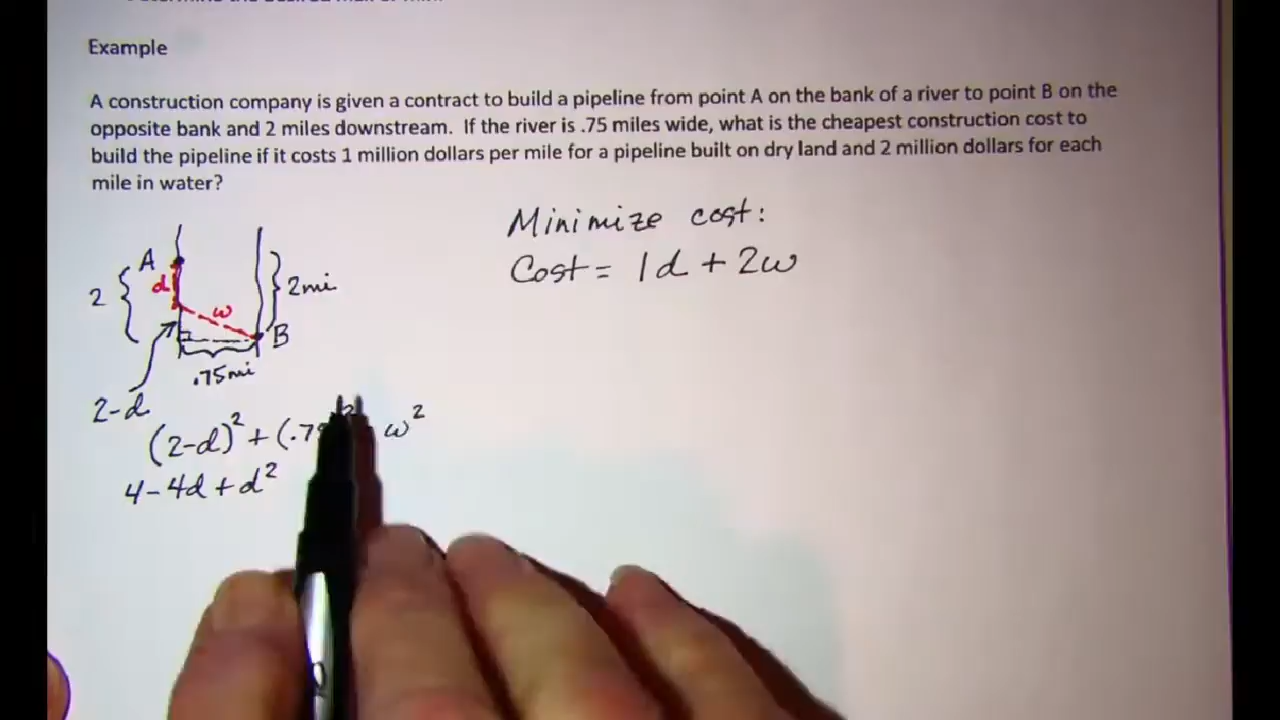 Example
A construction company is given a contract to build a pipeline from point A on the bank of a river to point B on the
opposite bank and 2 miles downstream. If the river is .75 miles wide, what is the cheapest construction cost to
build the pipeline if it costs 1 million dollars per mile for a pipeline built on dry land and 2 million dollars for each
mile in water?
Minimize cost:
Cost = 1d + 2w
A
2
d
2mi
w
B
.75mi
2-d
(2-d)² + (.7 w²
4-4d+d²